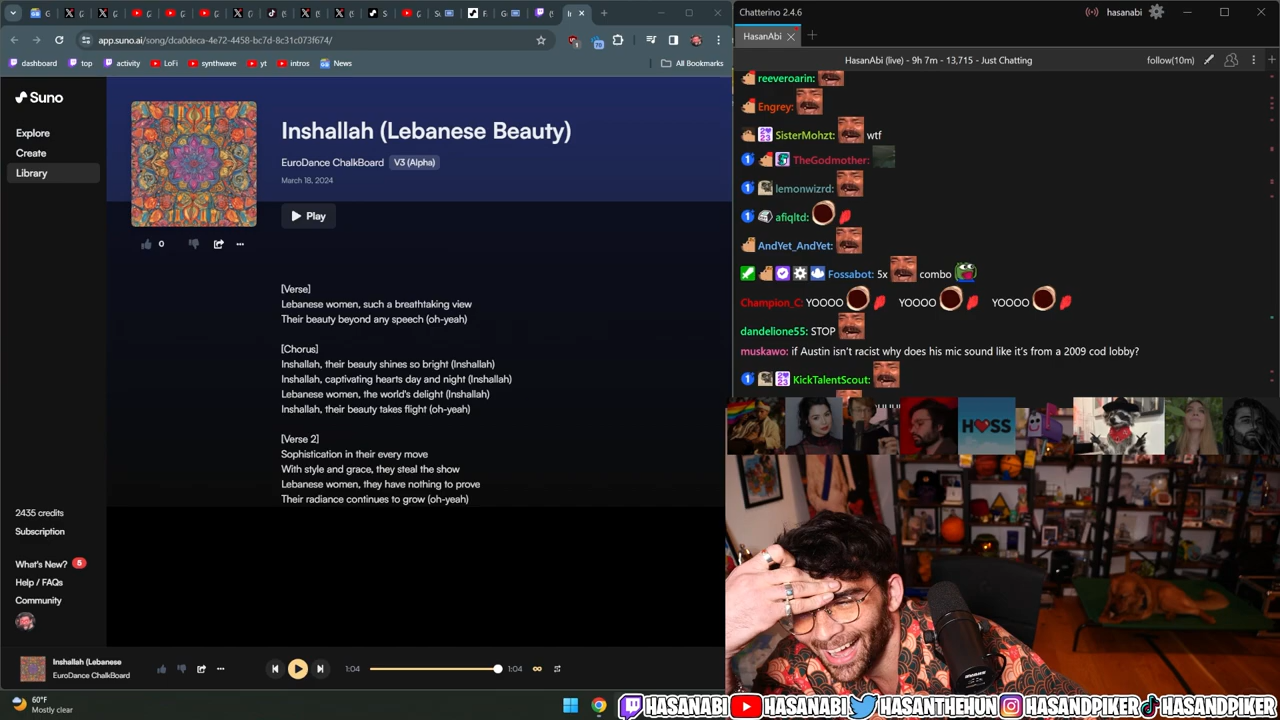 app.suno.ai/song/dca0deca-4e72-4458-bc7d-8c31c073f674/
dashboard
top
activity
LoFi
synthwave
yt
intros
News
All Bookmarks
Suno
Explore
Create
Library
Inshallah (Lebanese Beauty)
EuroDance ChalkBoard V3 (Alpha)
March 18, 2024
Play
0
[Verse]
Lebanese women, such a breathtaking view
Their beauty beyond any speech (oh-yeah)
[Chorus]
Inshallah, their beauty shines so bright (Inshallah)
Inshallah, captivating hearts day and night (Inshallah)
Lebanese women, the world's delight (Inshallah)
Inshallah, their beauty takes flight (oh-yeah)
[Verse 2]
Sophistication in their every move
With style and grace, they steal the show
Lebanese women, they have nothing to prove
Their radiance continues to grow (oh-yeah)
2435 credits
Subscription
What's New? 5
Help / FAQs
Community
Inshallah (Lebanese
EuroDance ChalkBoard
1:04
1:04
60°F
Mostly clear
Chatterino 2.4.6
hasanabi
HasanAbi
HasanAbi (live) - 9h 7m - 13,715 - Just Chatting
follow(10m)
reeveroarin:
Engrey:
SisterMohzt: wtf
TheGodmother:
lemonwizrd:
afiqltd:
AndYet_AndYet:
Fossabot: 5x combo
Champion_C: YOOOO YOOOO YOOOO
dandelione55: STOP
muskawo: if Austin isn't racist why does his mic sound like it's from a 2009 cod lobby?
KickTalentScout:
HOSS
HASANABI
HASANABI
HASANTHEHUN
HASANDPIKER
HASANDPIKER